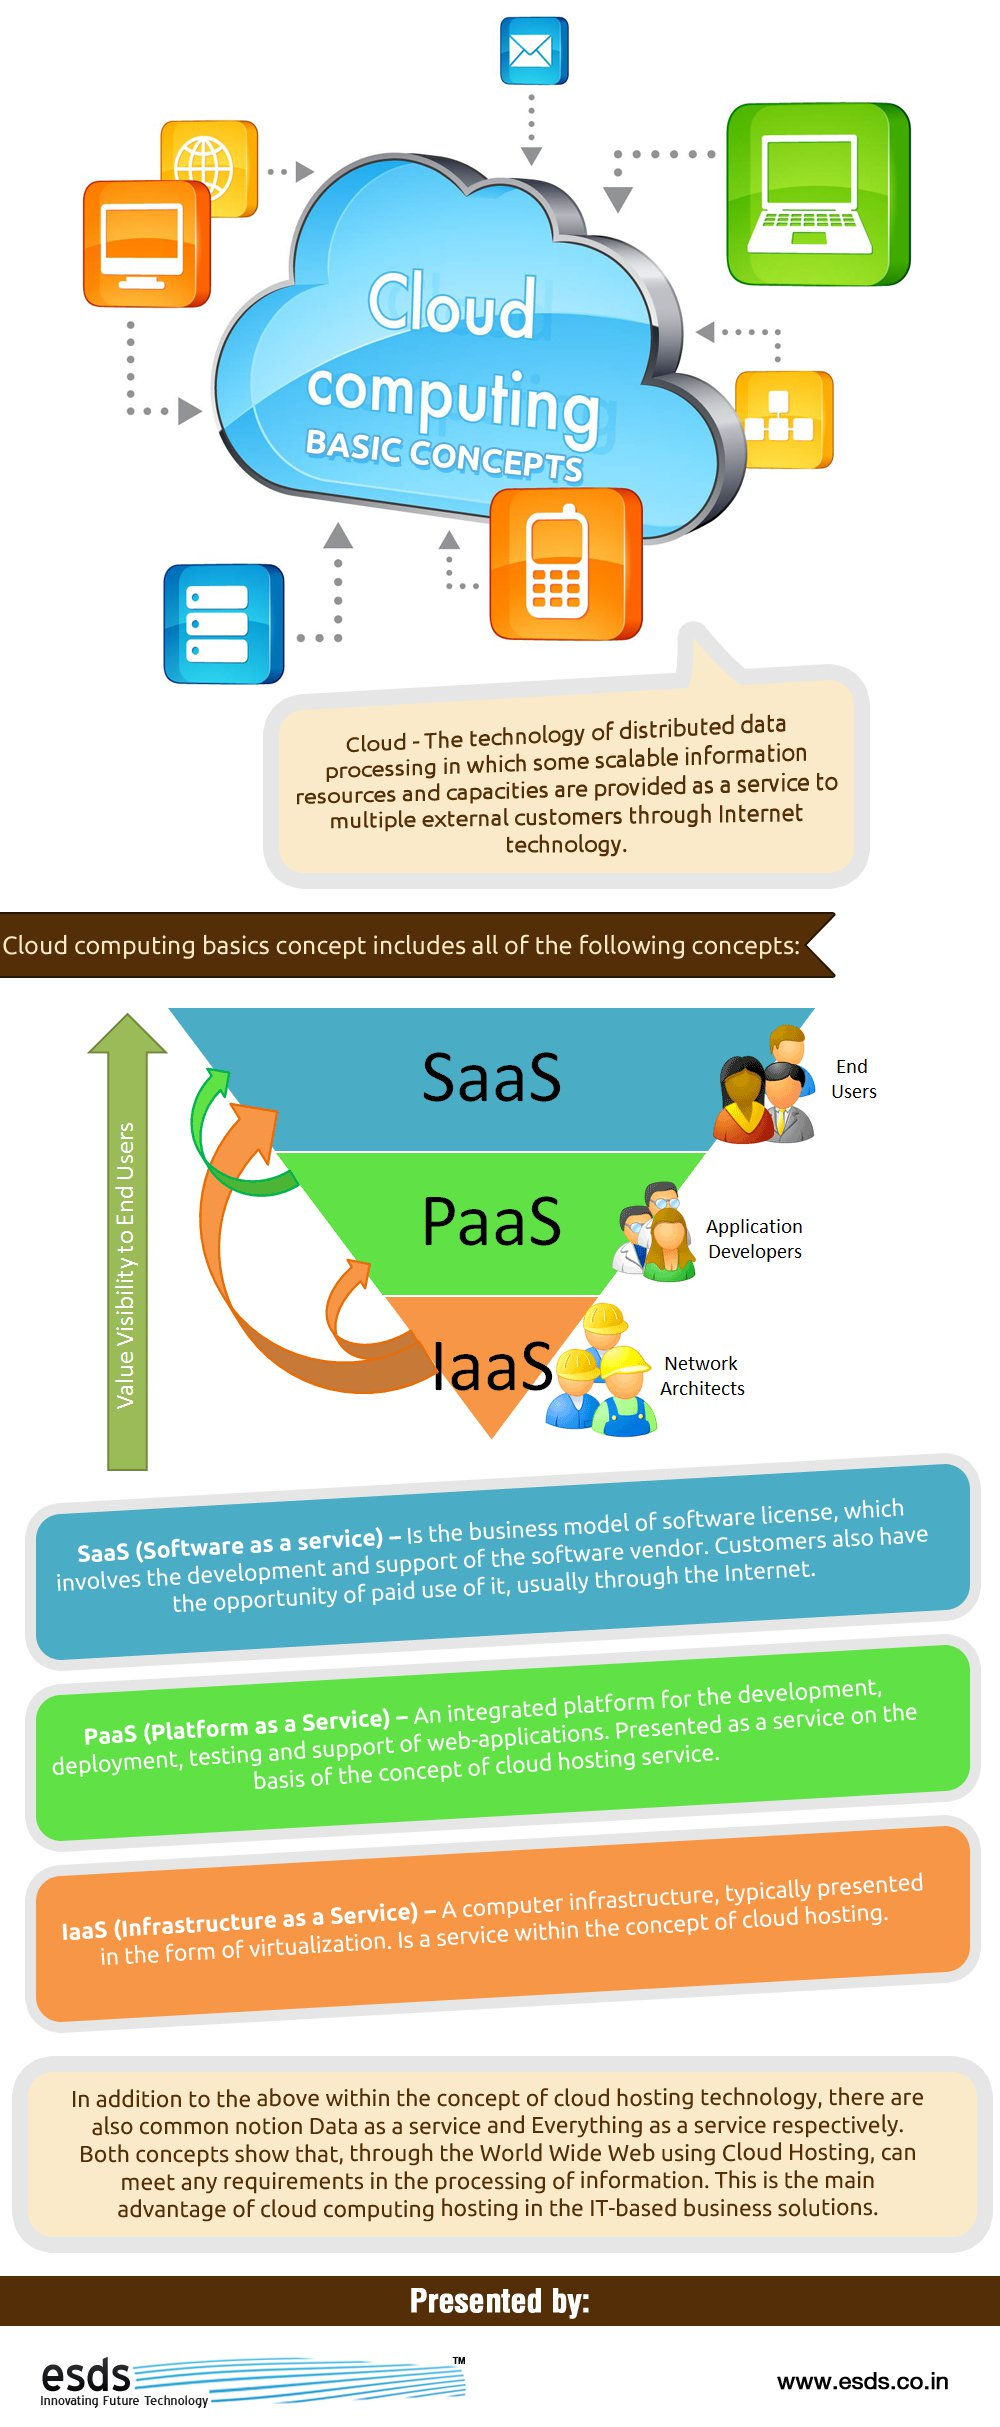 Cloud
computing
BASIC CONCEPTS
Cloud - The technology of distributed data
processing in which some scalable information
resources and capacities are provided as a service to
multiple external customers through Internet
technology.
Cloud computing basics concept includes all of the following concepts:
Value Visibility to End Users
SaaS
End
Users
PaaS
Application
Developers
IaaS
Network
Architects
SaaS (Software as a service) – Is the business model of software license, which
involves the development and support of the software vendor. Customers also have
the opportunity of paid use of it, usually through the Internet.
PaaS (Platform as a Service) – An integrated platform for the development,
deployment, testing and support of web-applications. Presented as a service on the
basis of the concept of cloud hosting service.
IaaS (Infrastructure as a Service) – A computer infrastructure, typically presented
in the form of virtualization. Is a service within the concept of cloud hosting.
In addition to the above within the concept of cloud hosting technology, there are
also common notion Data as a service and Everything as a service respectively.
Both concepts show that, through the World Wide Web using Cloud Hosting, can
meet any requirements in the processing of information. This is the main
advantage of cloud computing hosting in the IT-based business solutions.
Presented by:
esds TM
Innovating Future Technology
www.esds.co.in